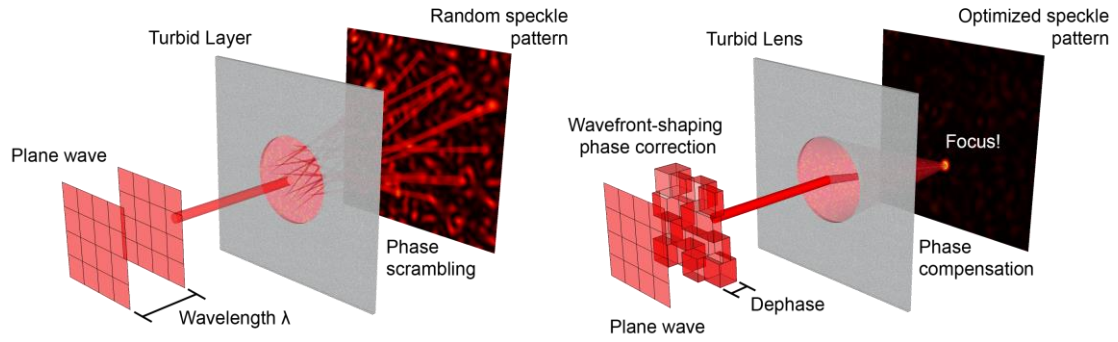 Random speckle
pattern
Turbid Layer
Plane wave
Phase
scrambling
Wavelength λ
Optimized speckle
pattern
Turbid Lens
Wavefront-shaping
phase correction
Focus!
Phase
compensation
Dephase
Plane wave